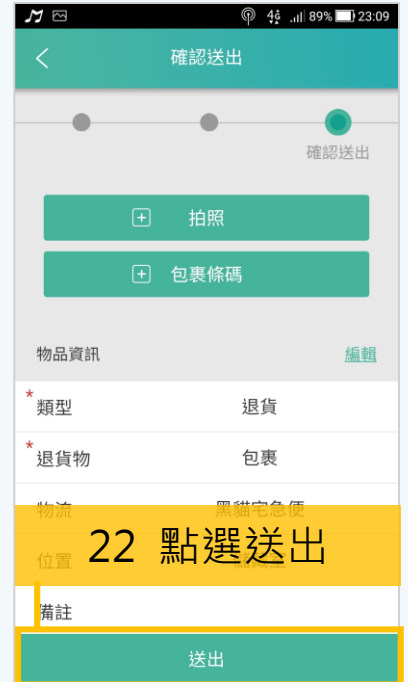 4G 89% 23:09
確認送出
確認送出
拍照
包裹條碼
物品資訊 編輯
*類型 退貨
*退貨物 包裹
物流 黑貓宅急便
22 點選送出
位置
備註
送出